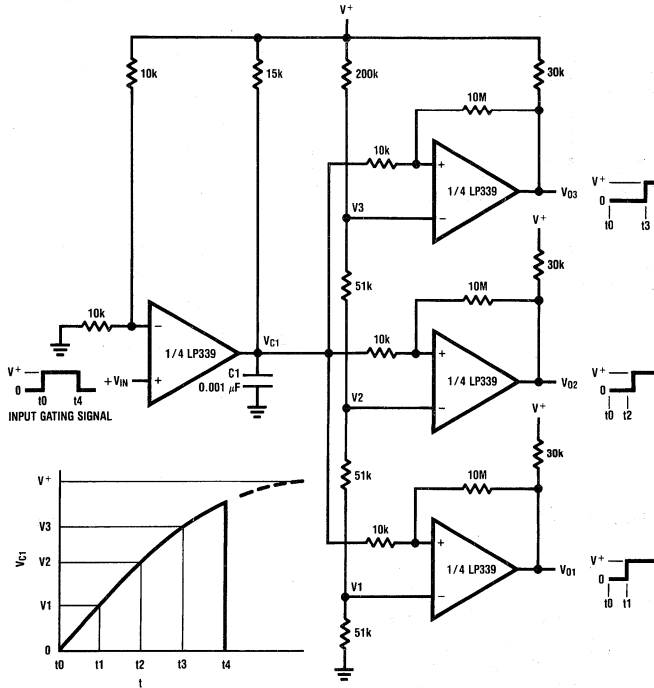 V+
10k
15k
200k
30k
10M
10k
+
1/4 LP339
−
V03
V3
V+
0
t0
t3
V+
30k
51k
10M
10k
−
1/4 LP339
+
VC1
10k
+
1/4 LP339
−
V02
V2
C1
0.001 μF
V+
0
t0
t4
+VIN
INPUT GATING SIGNAL
V+
0
t0
t2
V+
30k
51k
10M
10k
+
1/4 LP339
−
V01
V1
V+
0
t0
t1
51k
V+
V3
V2
V1
0
VC1
t0
t1
t2
t3
t4
t